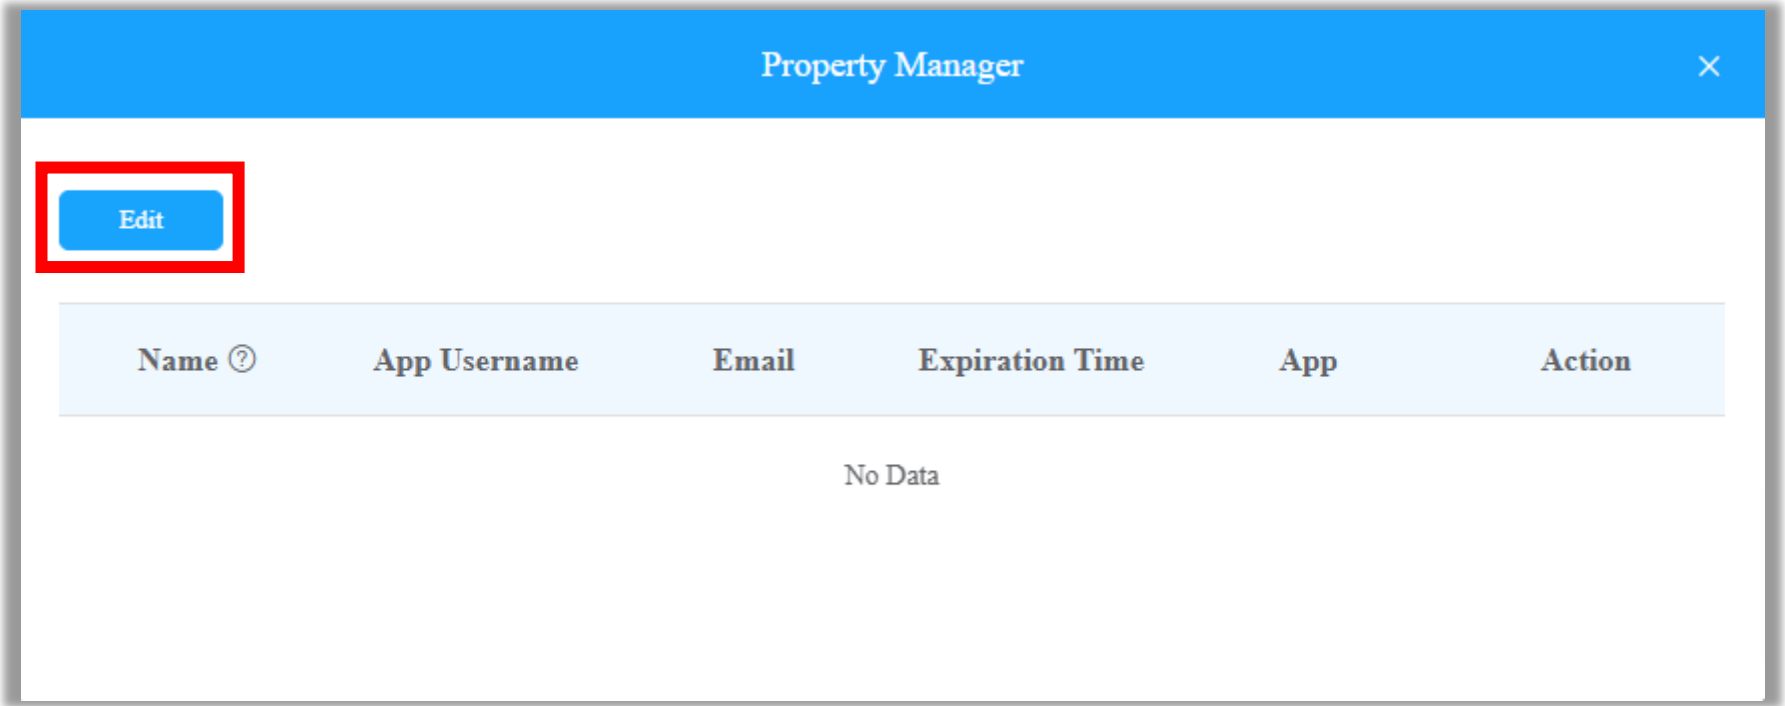 Property Manager
Edit
Name App Username Email Expiration Time App Action
No Data